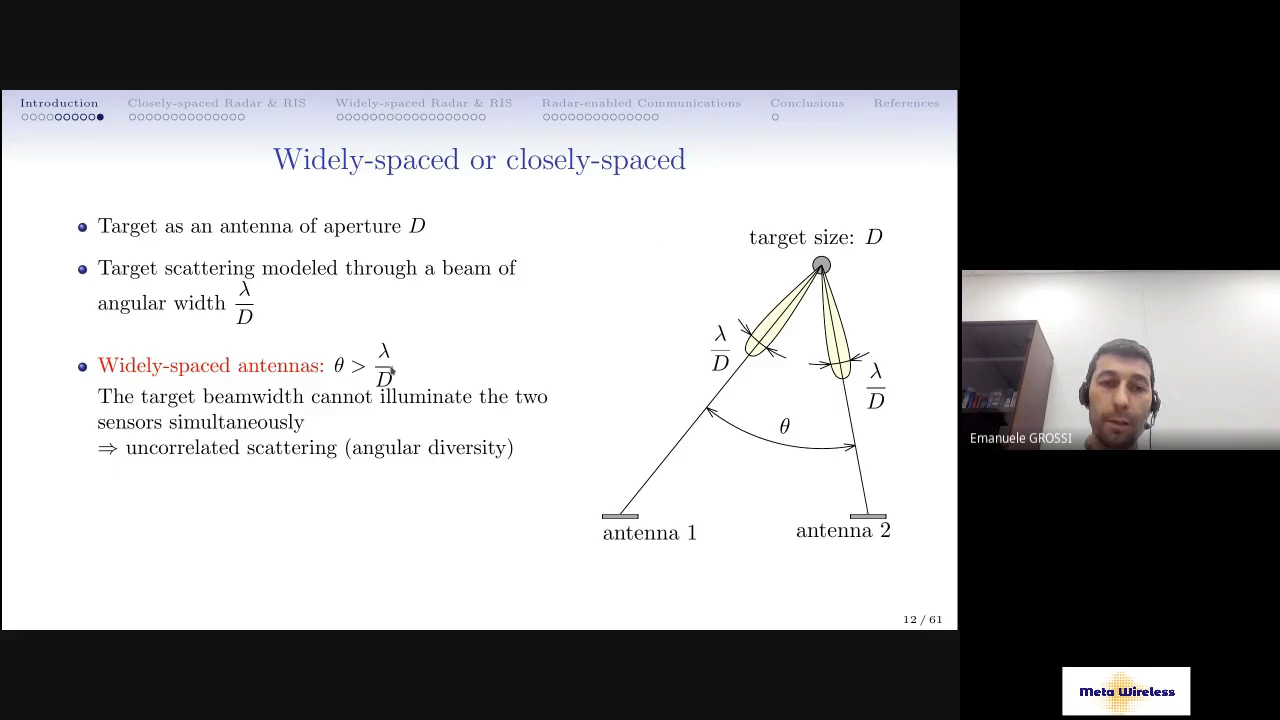 Introduction Closely-spaced Radar & RIS Widely-spaced Radar & RIS Radar-enabled Communications Conclusions References
Widely-spaced or closely-spaced
Target as an antenna of aperture D
Target scattering modeled through a beam of
angular width λ/D
Widely-spaced antennas: θ > λ/D
The target beamwidth cannot illuminate the two
sensors simultaneously
⇒ uncorrelated scattering (angular diversity)
target size: D
λ/D
λ/D
θ
antenna 1
antenna 2
12 / 61
Emanuele GROSSI
Meta Wireless